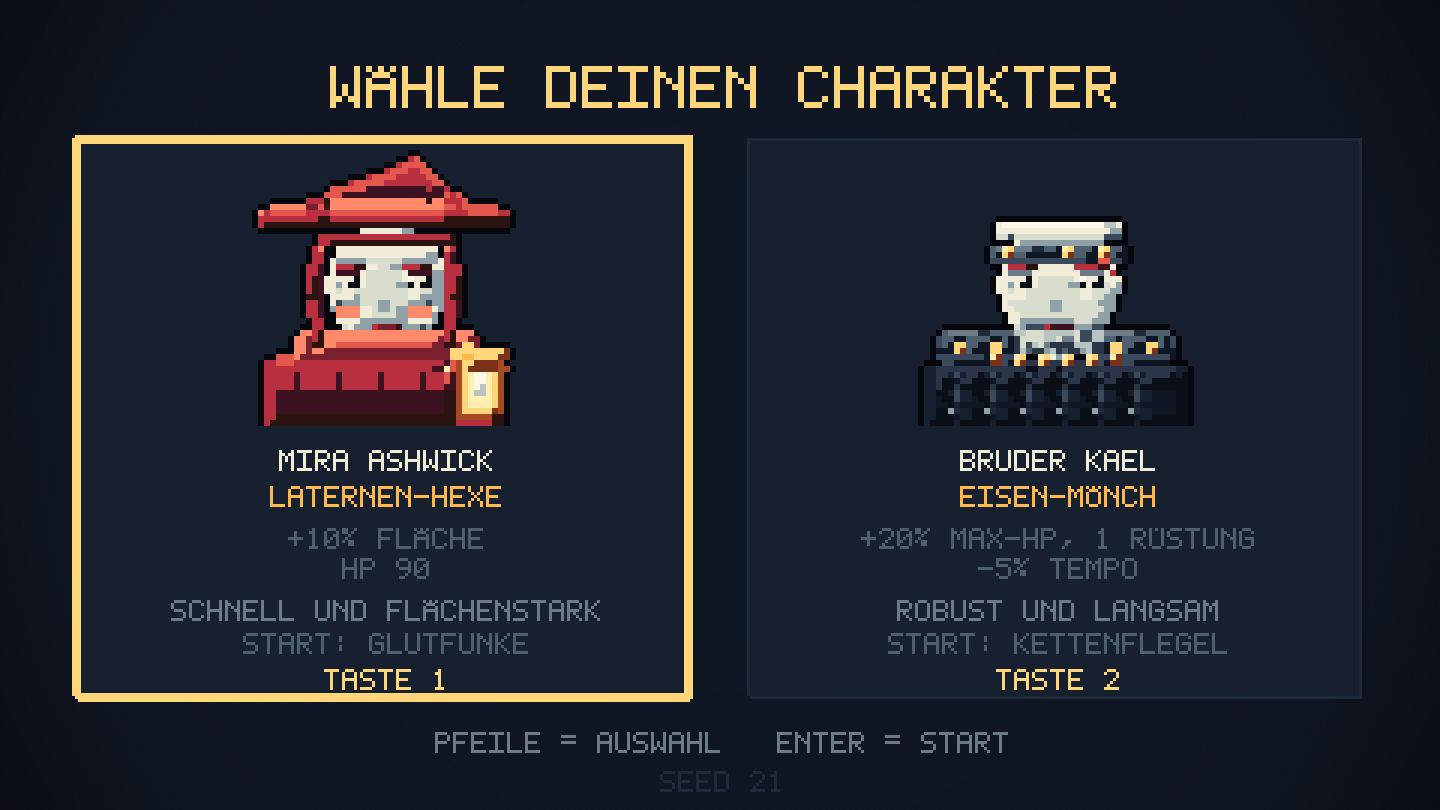 WÄHLE DEINEN CHARAKTER
MIRA ASHWICK
LATERNEN-HEXE
+10% FLÄCHE
HP 90
SCHNELL UND FLÄCHENSTARK
START: GLUTFUNKE
TASTE 1
BRUDER KAEL
EISEN-MÖNCH
+20% MAX-HP, 1 RÜSTUNG
-5% TEMPO
ROBUST UND LANGSAM
START: KETTENFLEGEL
TASTE 2
PFEILE = AUSWAHL ENTER = START
SEED 21